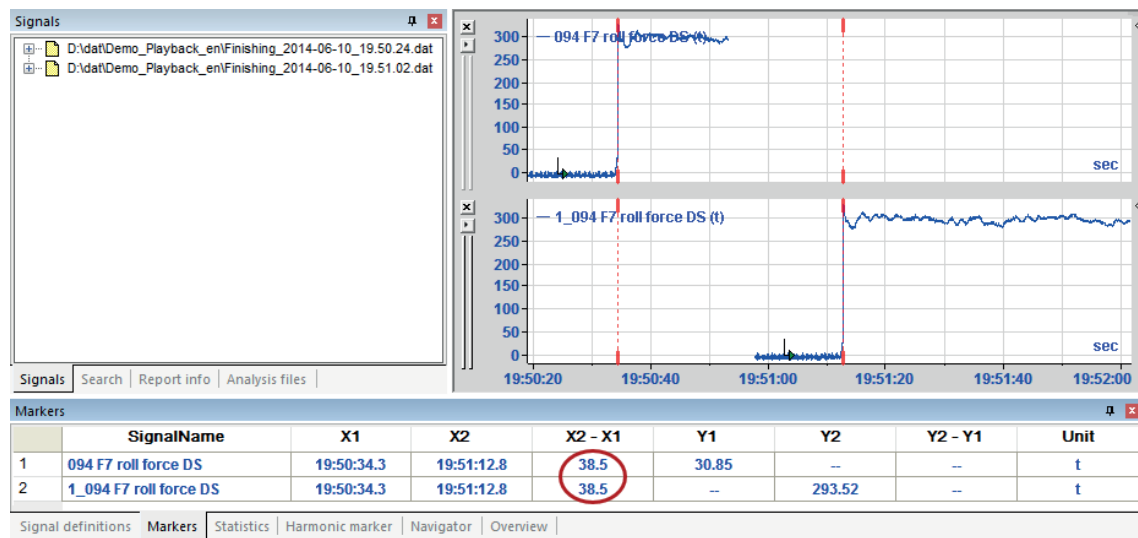 Signals
D:\dat\Demo_Playback_en\Finishing_2014-06-10_19.50.24.dat
D:\dat\Demo_Playback_en\Finishing_2014-06-10_19.51.02.dat
Signals Search Report info Analysis files
094 F7 roll force DS (t)
300
250
200
150
100
50
0
sec
1_094 F7 roll force DS (t)
300
250
200
150
100
50
0
sec
19:50:20 19:50:40 19:51:00 19:51:20 19:51:40 19:52:00
Markers
SignalName X1 X2 X2 - X1 Y1 Y2 Y2 - Y1 Unit
1 094 F7 roll force DS 19:50:34.3 19:51:12.8 38.5 30.85 -- -- t
2 1_094 F7 roll force DS 19:50:34.3 19:51:12.8 38.5 -- 293.52 -- t
Signal definitions Markers Statistics Harmonic marker Navigator Overview